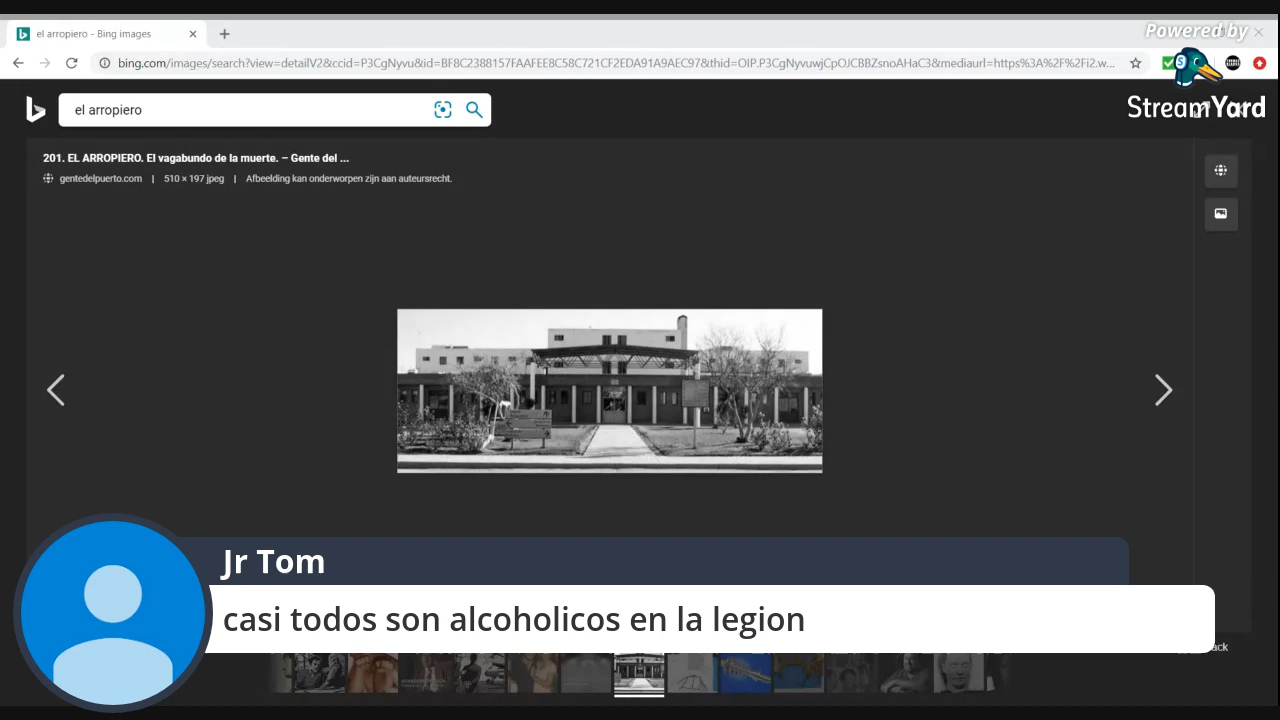 el arropiero - Bing images
Powered by
bing.com/images/search?view=detailV2&ccid=P3CgNyvu&id=BF8C23B8157FAAFEE8C58C721CF2EDA91A9AEC97&thid=OIP.P3CgNyvuwjCpOJCBBZsnoAHaC3&mediaurl=https%3A%2F%2Fi2.w...
StreamYard
el arropiero
201. EL ARROPIERO. El vagabundo de la muerte. – Gente del ...
gentedelpuerto.com | 510 × 197 jpeg | Afbeelding kan onderworpen zijn aan auteursrecht.
Jr Tom
casi todos son alcoholicos en la legion